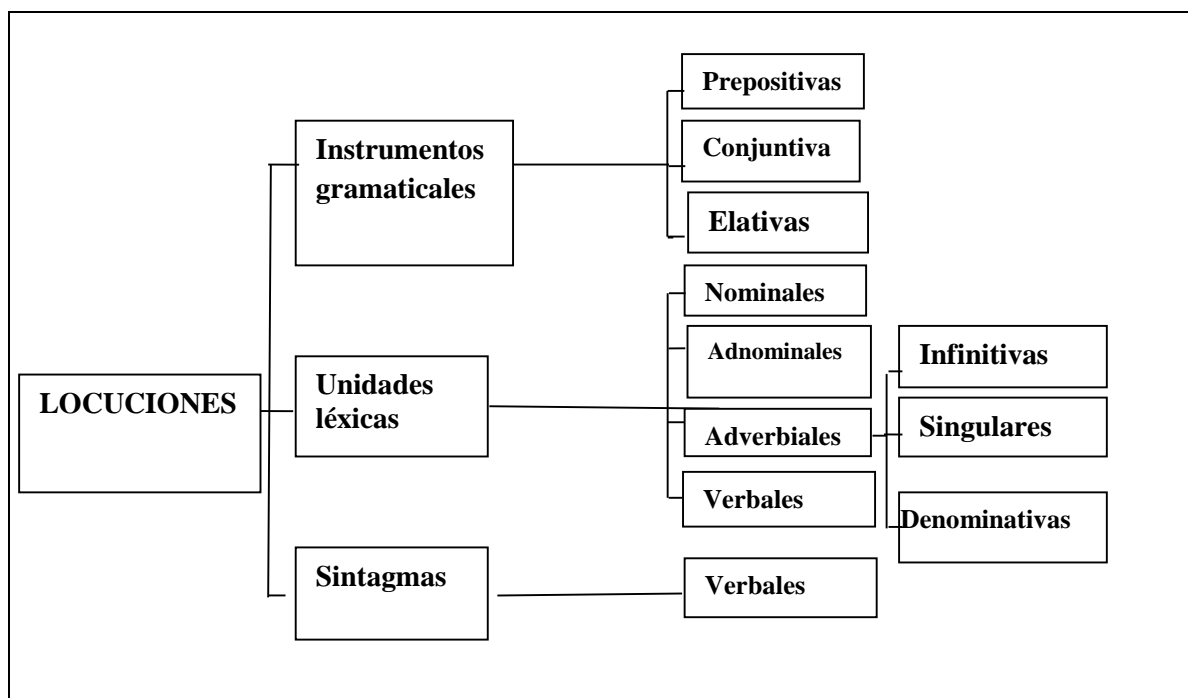 LOCUCIONES
Instrumentos
gramaticales
Prepositivas
Conjuntiva
Elativas
Unidades
léxicas
Nominales
Adnominales
Adverbiales
Verbales
Infinitivas
Singulares
Denominativas
Sintagmas
Verbales